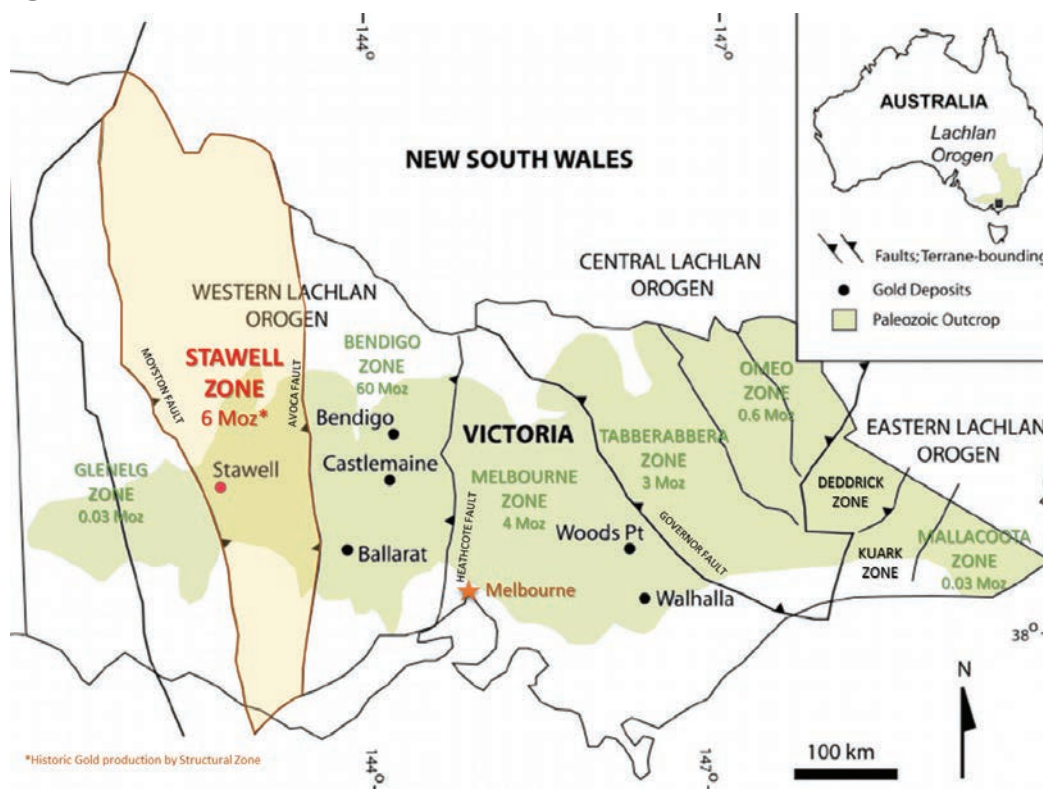 -144°
-147°
AUSTRALIA
Lachlan
Orogen
Faults; Terrane-bounding
Gold Deposits
Paleozoic Outcrop
NEW SOUTH WALES
CENTRAL LACHLAN
OROGEN
WESTERN LACHLAN
OROGEN
EASTERN LACHLAN
OROGEN
MOYSTON FAULT
STAWELL
ZONE
6 Moz*
Stawell
AVOCA FAULT
BENDIGO
ZONE
60 Moz
Bendigo
Castlemaine
Ballarat
HEATHCOTE FAULT
VICTORIA
MELBOURNE
ZONE
4 Moz
Woods Pt
Walhalla
Melbourne
TABBERABBERA
ZONE
3 Moz
GOVERNOR FAULT
OMEO
ZONE
0.6 Moz
DEDDRICK
ZONE
KUARK
ZONE
MALLACOOTA
ZONE
0.03 Moz
GLENELG
ZONE
0.03 Moz
38°
N
100 km
*Historic Gold production by Structural Zone
144°
147°